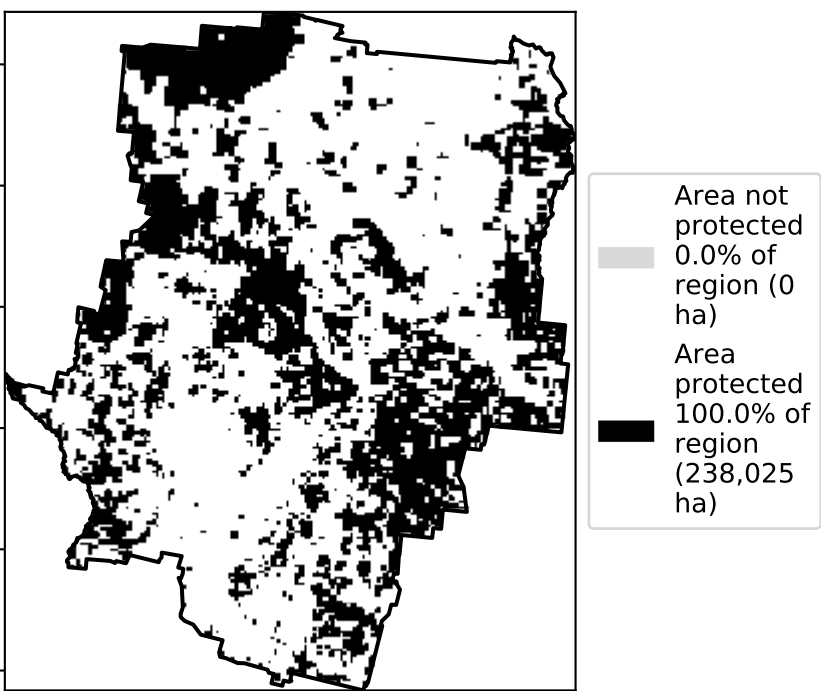 Area not
protected
0.0% of
region (0
ha)
Area
protected
100.0% of
region
(238,025
ha)